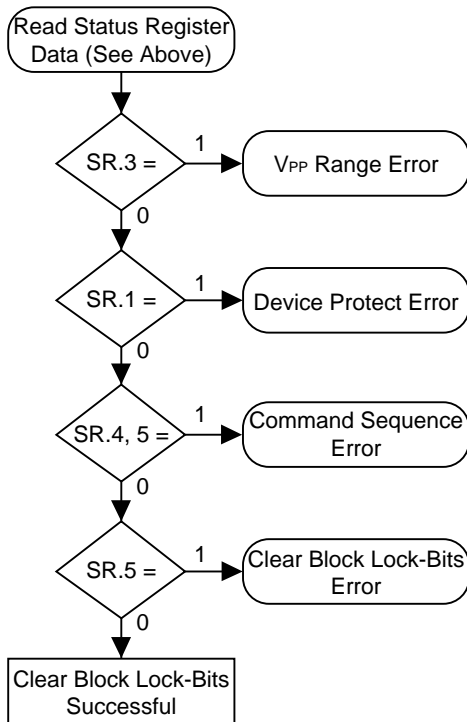 Read Status Register
Data (See Above)
SR.3 =
1
VPP Range Error
0
SR.1 =
1
Device Protect Error
0
SR.4, 5 =
1
Command Sequence
Error
0
SR.5 =
1
Clear Block Lock-Bits
Error
0
Clear Block Lock-Bits
Successful